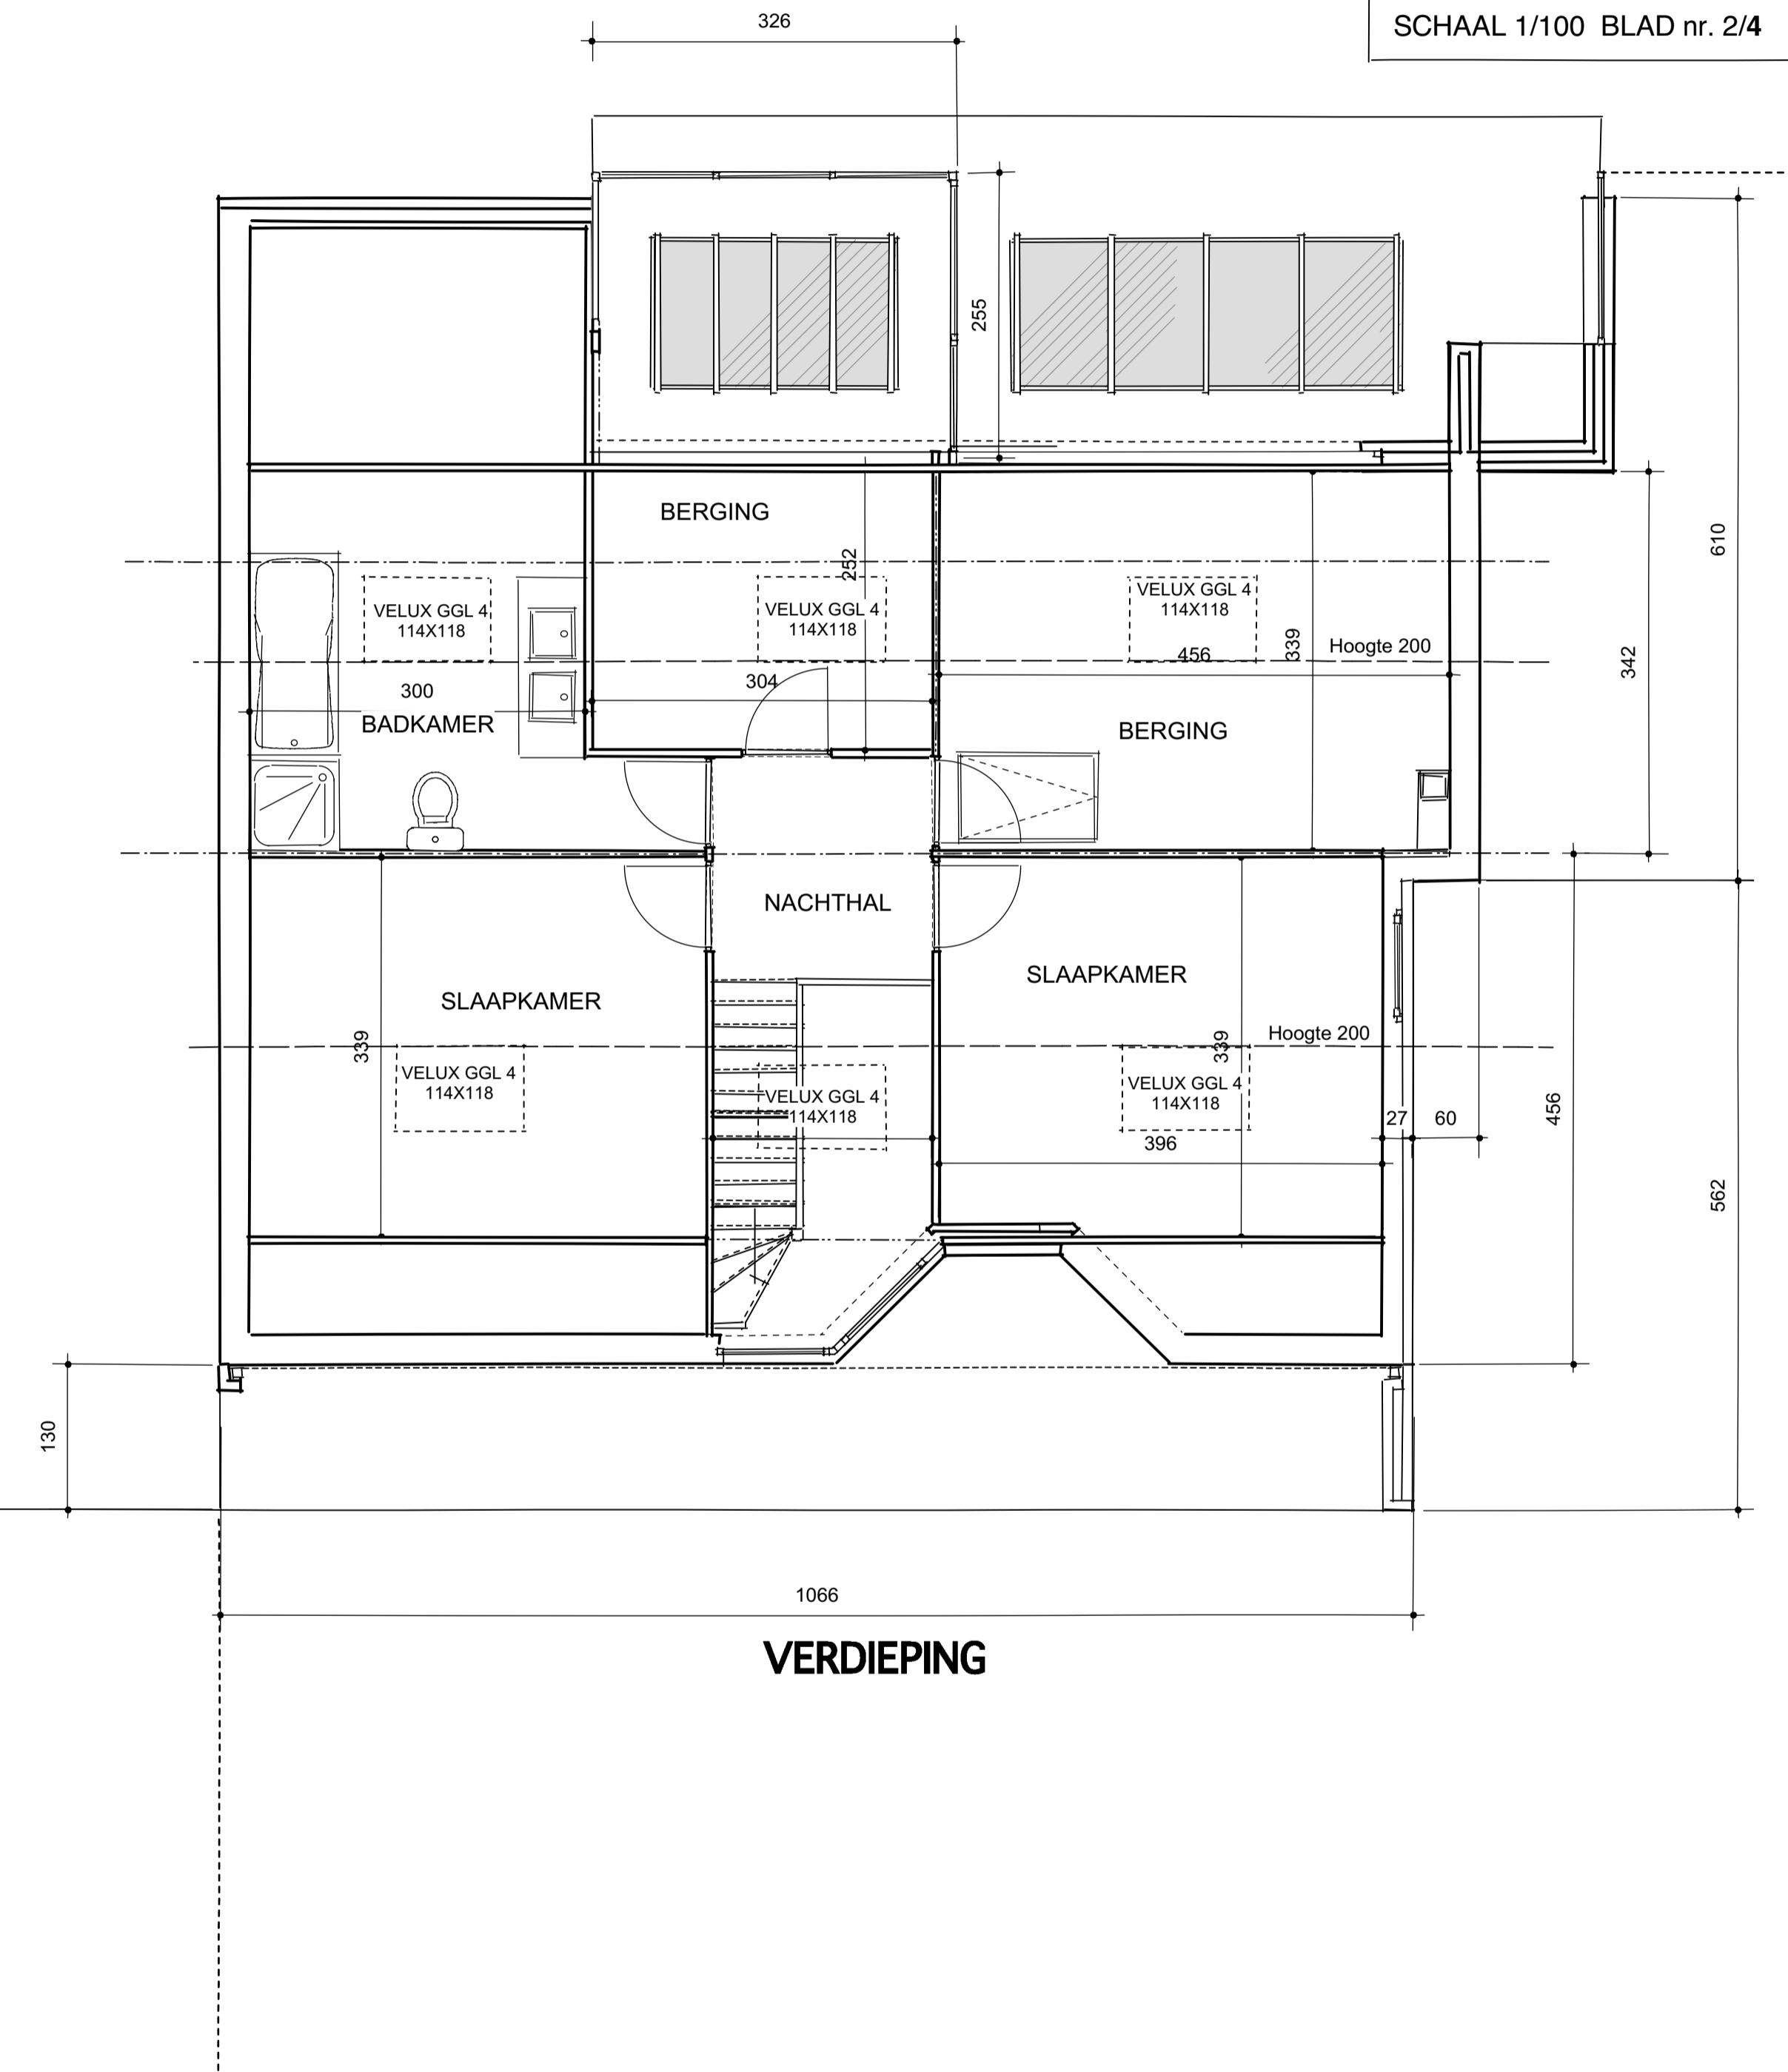 SCHAAL 1/100 BLAD nr. 2/4
326
255
BERGING
252
610
VELUX GGL 4
114X118
VELUX GGL 4
114X118
VELUX GGL 4
114X118
339
Hoogte 200
456
342
300
304
BADKAMER
BERGING
NACHTHAL
SLAAPKAMER
SLAAPKAMER
339
339
Hoogte 200
VELUX GGL 4
114X118
VELUX GGL 4
114X118
VELUX GGL 4
114X118
27
60
456
396
562
130
1066
VERDIEPING